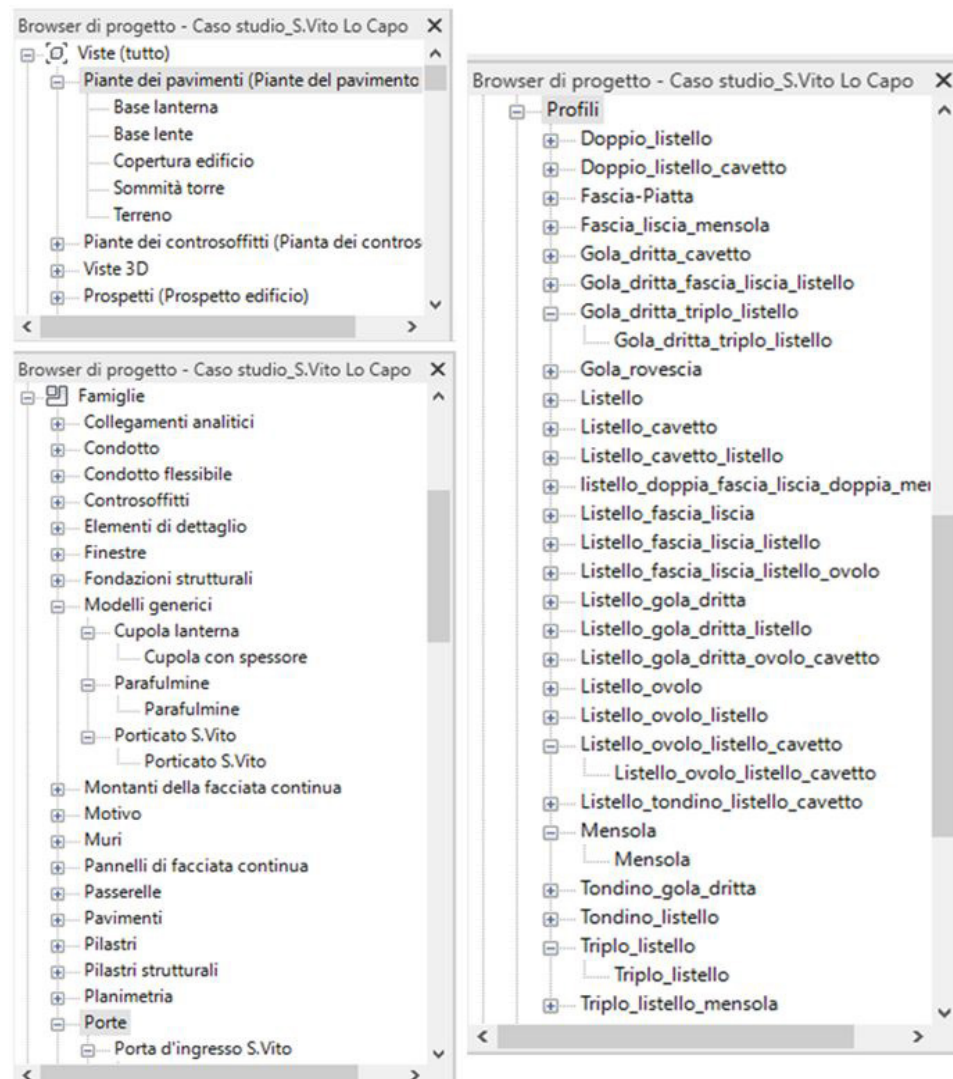 Browser di progetto - Caso studio_S.Vito Lo Capo
Viste (tutto)
Piante dei pavimenti (Piante del pavimento
Base lanterna
Base lente
Copertura edificio
Sommità torre
Terreno
Piante dei controsoffitti (Pianta dei contros
Viste 3D
Prospetti (Prospetto edificio)
Browser di progetto - Caso studio_S.Vito Lo Capo
Famiglie
Collegamenti analitici
Condotto
Condotto flessibile
Controsoffitti
Elementi di dettaglio
Finestre
Fondazioni strutturali
Modelli generici
Cupola lanterna
Cupola con spessore
Parafulmine
Parafulmine
Porticato S.Vito
Porticato S.Vito
Montanti della facciata continua
Motivo
Muri
Pannelli di facciata continua
Passerelle
Pavimenti
Pilastri
Pilastri strutturali
Planimetria
Porte
Porta d'ingresso S.Vito
Browser di progetto - Caso studio_S.Vito Lo Capo
Profili
Doppio_listello
Doppio_listello_cavetto
Fascia-Piatta
Fascia_liscia_mensola
Gola_dritta_cavetto
Gola_dritta_fascia_liscia_listello
Gola_dritta_triplo_listello
Gola_dritta_triplo_listello
Gola_rovescia
Listello
Listello_cavetto
Listello_cavetto_listello
listello_doppia_fascia_liscia_doppia_mei
Listello_fascia_liscia
Listello_fascia_liscia_listello
Listello_fascia_liscia_listello_ovolo
Listello_gola_dritta
Listello_gola_dritta_listello
Listello_gola_dritta_ovolo_cavetto
Listello_ovolo
Listello_ovolo_listello
Listello_ovolo_listello_cavetto
Listello_ovolo_listello_cavetto
Listello_tondino_listello_cavetto
Mensola
Mensola
Tondino_gola_dritta
Tondino_listello
Triplo_listello
Triplo_listello
Triplo_listello_mensola